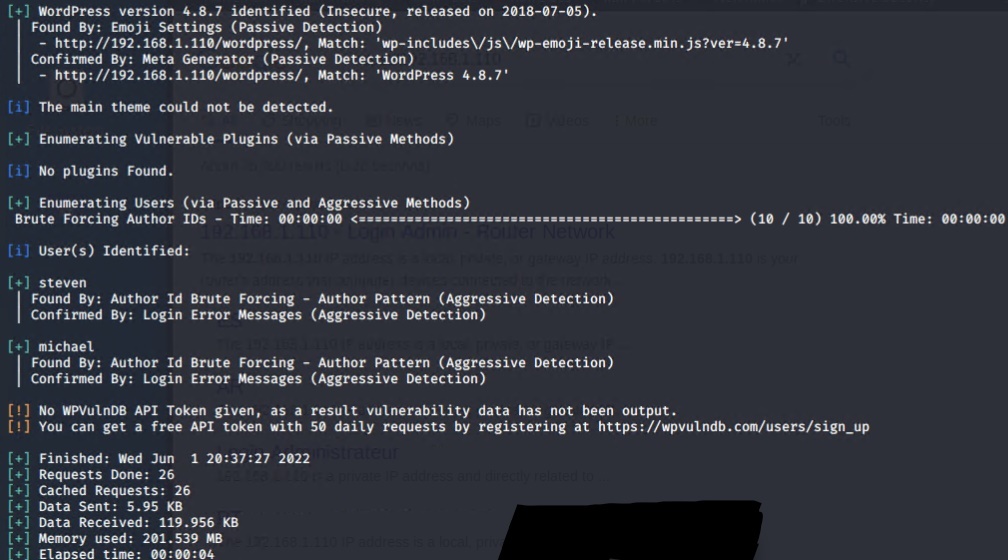 [+] WordPress version 4.8.7 identified (Insecure, released on 2018-07-05).
| Found By: Emoji Settings (Passive Detection)
|  - http://192.168.1.110/wordpress/, Match: 'wp-includes\/js\/wp-emoji-release.min.js?ver=4.8.7'
| Confirmed By: Meta Generator (Passive Detection)
|  - http://192.168.1.110/wordpress/, Match: 'WordPress 4.8.7'
[i] The main theme could not be detected.
[+] Enumerating Vulnerable Plugins (via Passive Methods)
[i] No plugins Found.
[+] Enumerating Users (via Passive and Aggressive Methods)
Brute Forcing Author IDs - Time: 00:00:00 <==============================================> (10 / 10) 100.00% Time: 00:00:00
192.168.1.110 - Login Admin - Router Network
[i] User(s) Identified:
[+] steven
| Found By: Author Id Brute Forcing - Author Pattern (Aggressive Detection)
| Confirmed By: Login Error Messages (Aggressive Detection)
[+] michael
| Found By: Author Id Brute Forcing - Author Pattern (Aggressive Detection)
| Confirmed By: Login Error Messages (Aggressive Detection)
[!] No WPVulnDB API Token given, as a result vulnerability data has not been output.
[!] You can get a free API token with 50 daily requests by registering at https://wpvulndb.com/users/sign_up
[+] Finished: Wed Jun  1 20:37:27 2022
[+] Requests Done: 26
[+] Cached Requests: 26
[+] Data Sent: 5.95 KB
[+] Data Received: 119.956 KB
[+] Memory used: 201.539 MB
[+] Elapsed time: 00:00:04